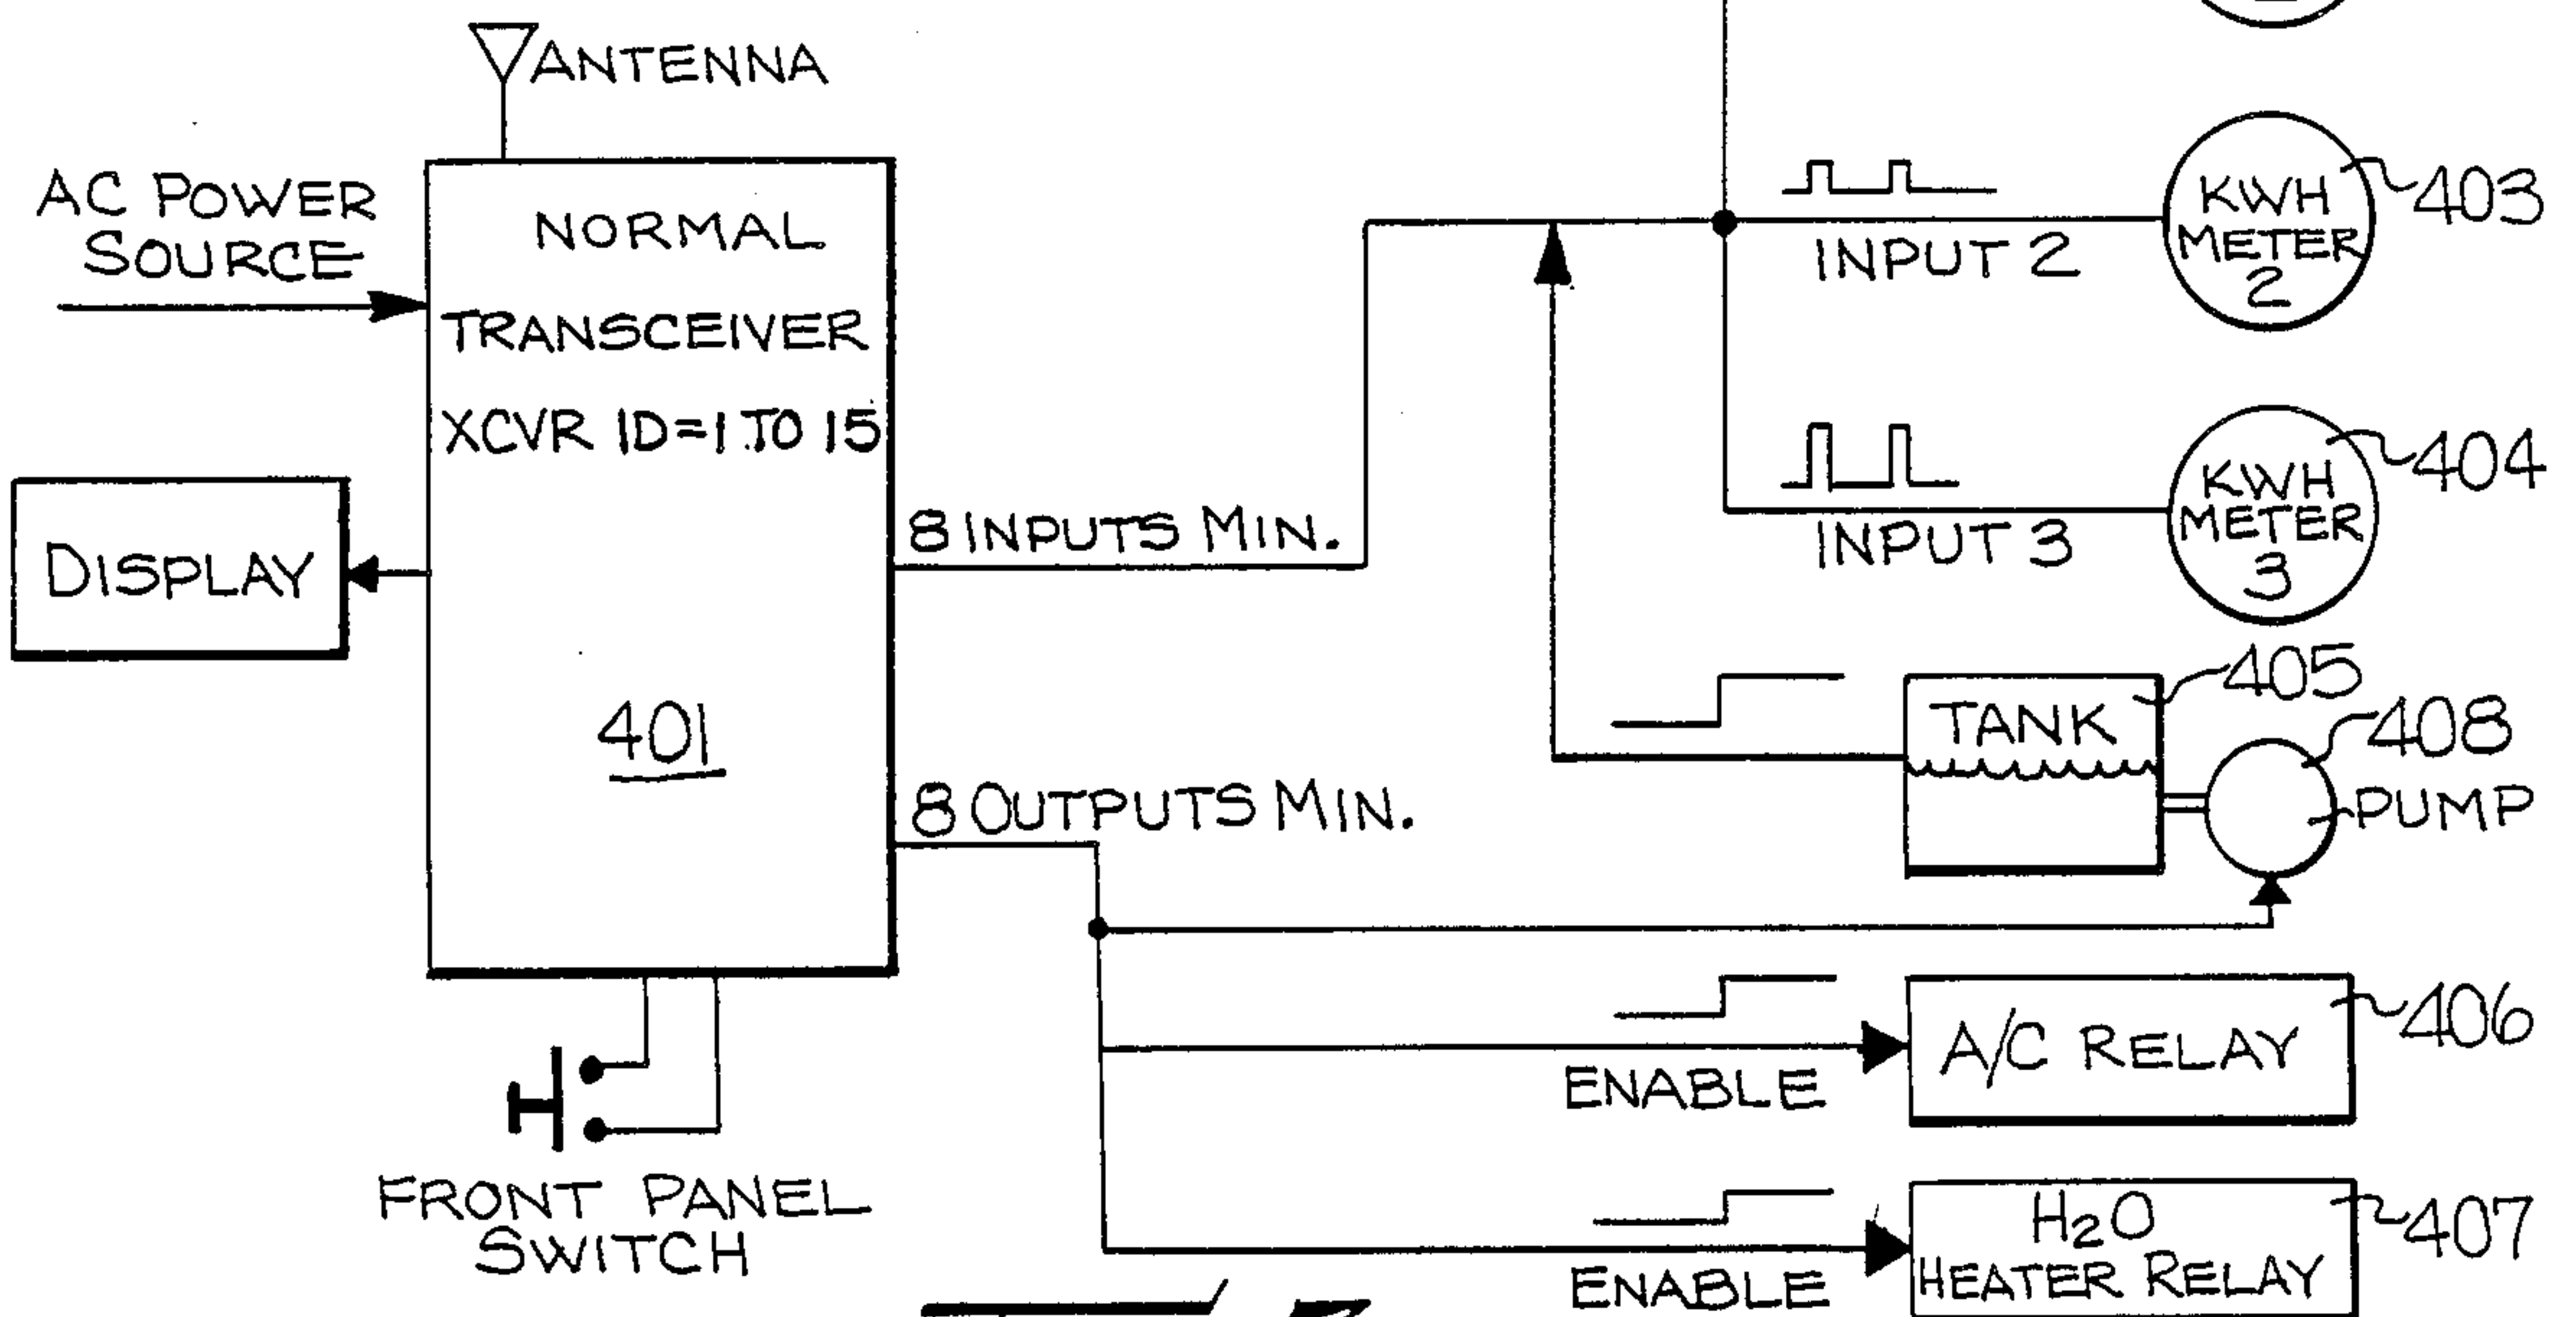 ANTENNA
AC POWER
SOURCE
NORMAL
TRANSCEIVER
XCVR ID=1 TO 15
401
DISPLAY
FRONT PANEL
SWITCH
8 INPUTS MIN.
8 OUTPUTS MIN.
INPUT 2
KWH
METER
2
403
INPUT 3
KWH
METER
3
404
TANK
405
408
PUMP
ENABLE
A/C RELAY
406
ENABLE
H2O
HEATER RELAY
407